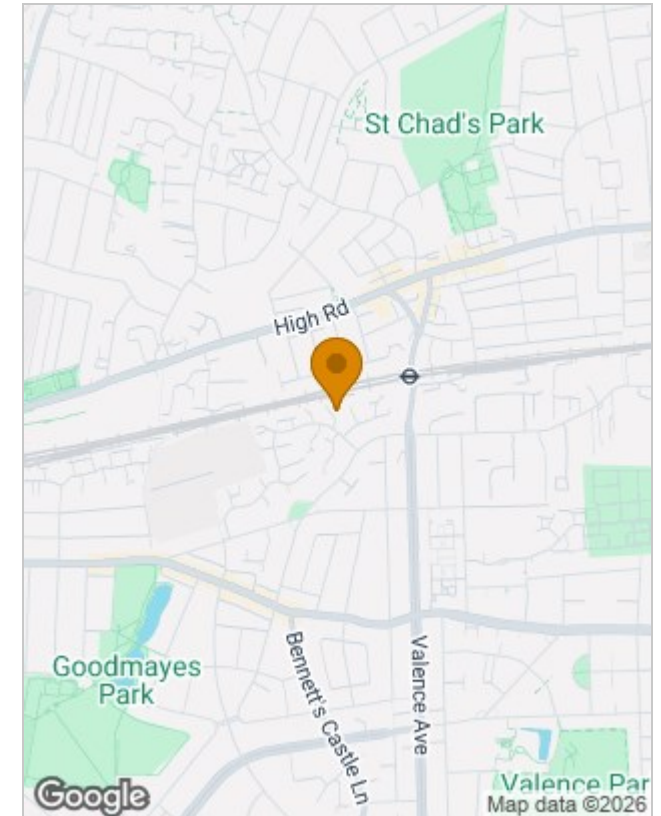 St Chad's Park
High Rd
Goodmayes
Park
Bennett's Castle Ln
Valence Ave
Valence Par
Google
Map data ©2026